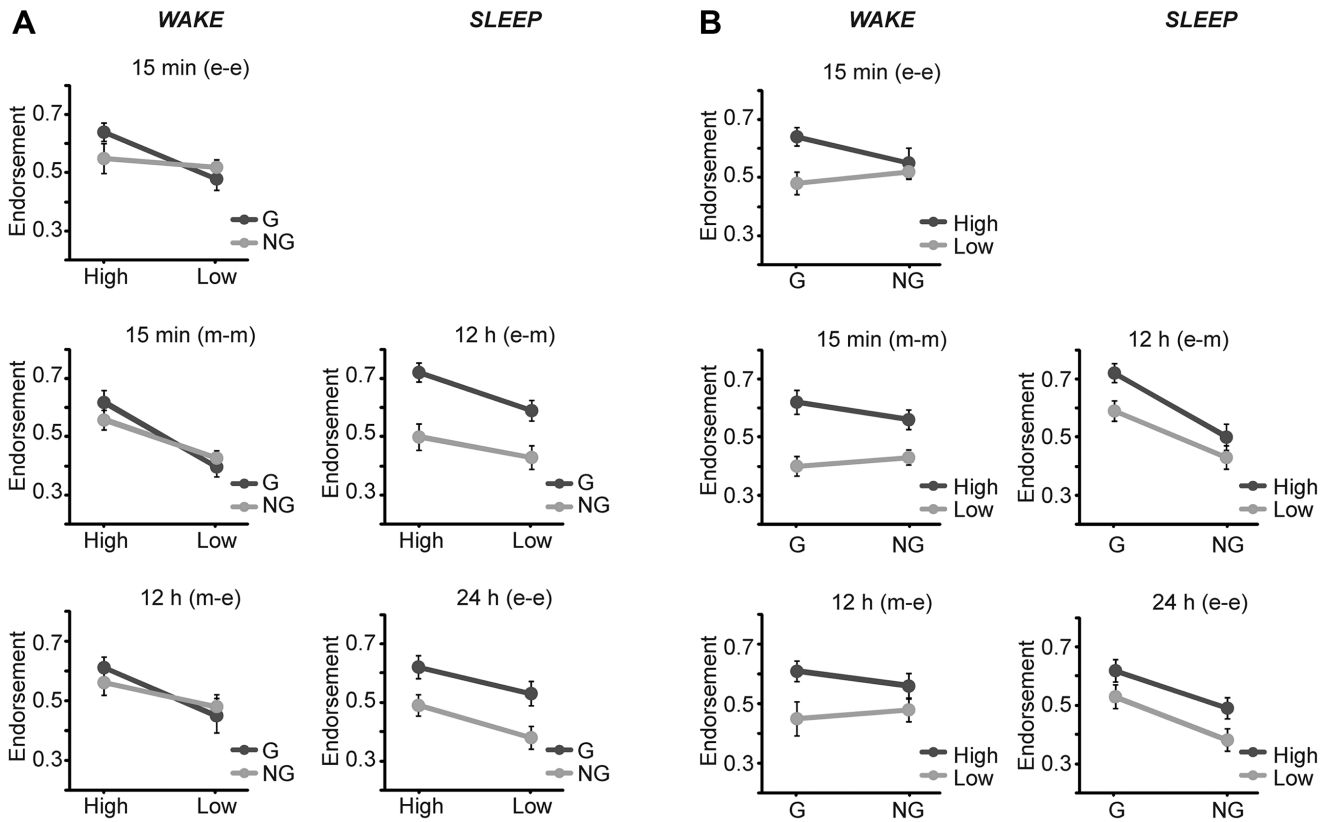 A WAKE SLEEP B WAKE SLEEP
15 min (e-e)
Endorsement
0.7
0.5
0.3
G
NG
High Low
15 min (e-e)
Endorsement
0.7
0.5
0.3
High
Low
G NG
15 min (m-m)
Endorsement
0.7
0.5
0.3
G
NG
High Low
12 h (e-m)
Endorsement
0.7
0.5
0.3
G
NG
High Low
15 min (m-m)
Endorsement
0.7
0.5
0.3
High
Low
G NG
12 h (e-m)
Endorsement
0.7
0.5
0.3
High
Low
G NG
12 h (m-e)
Endorsement
0.7
0.5
0.3
G
NG
High Low
24 h (e-e)
Endorsement
0.7
0.5
0.3
G
NG
High Low
12 h (m-e)
Endorsement
0.7
0.5
0.3
High
Low
G NG
24 h (e-e)
Endorsement
0.7
0.5
0.3
High
Low
G NG